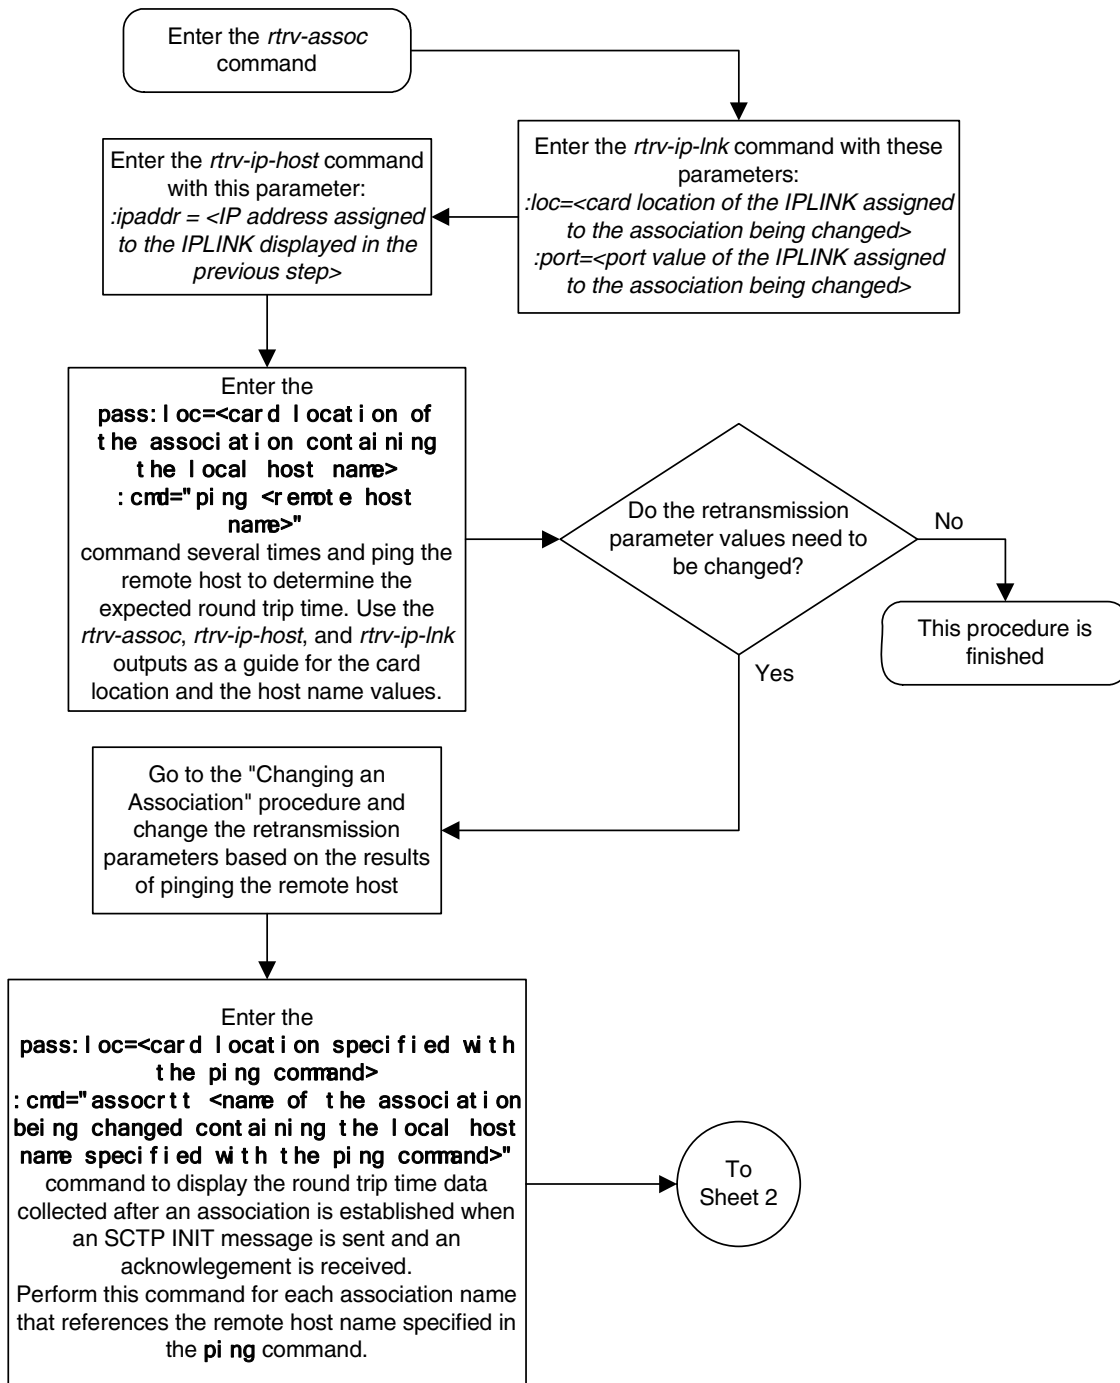 Enter the rtrv-assoc
command
Enter the rtrv-ip-lnk command with these
parameters:
:loc=<card location of the IPLINK assigned
to the association being changed>
:port=<port value of the IPLINK assigned
to the association being changed>
Enter the rtrv-ip-host command
with this parameter:
:ipaddr = <IP address assigned
to the IPLINK displayed in the
previous step>
Enter the
pass:loc=<card location of
the association containing
the local host name>
:cmd="ping <remote host
name>"
command several times and ping the
remote host to determine the
expected round trip time. Use the
rtrv-assoc, rtrv-ip-host, and rtrv-ip-lnk
outputs as a guide for the card
location and the host name values.
Do the retransmission
parameter values need to
be changed?
No
This procedure is
finished
Yes
Go to the "Changing an
Association" procedure and
change the retransmission
parameters based on the results
of pinging the remote host
Enter the
pass:loc=<card location specified with
the ping command>
:cmd="assocrtt <name of the association
being changed containing the local host
name specified with the ping command>"
command to display the round trip time data
collected after an association is established when
an SCTP INIT message is sent and an
acknowlegement is received.
Perform this command for each association name
that references the remote host name specified in
the ping command.
To
Sheet 2